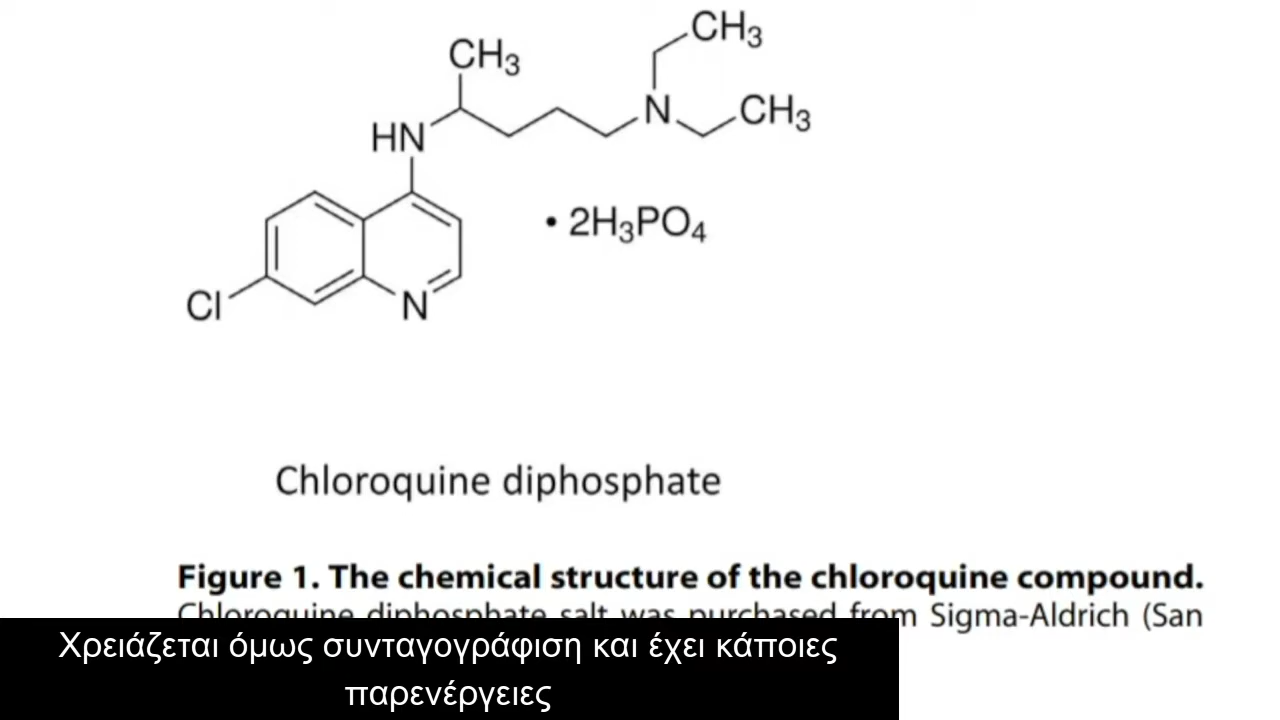 CH3
CH3
CH3
N
HN
• 2H3PO4
Cl
N
Chloroquine diphosphate
Figure 1. The chemical structure of the chloroquine compound.
Chloroquine diphosphate salt was purchased from Sigma-Aldrich (San
Χρειάζεται όμως συνταγογράφιση και έχει κάποιες
παρενέργειες